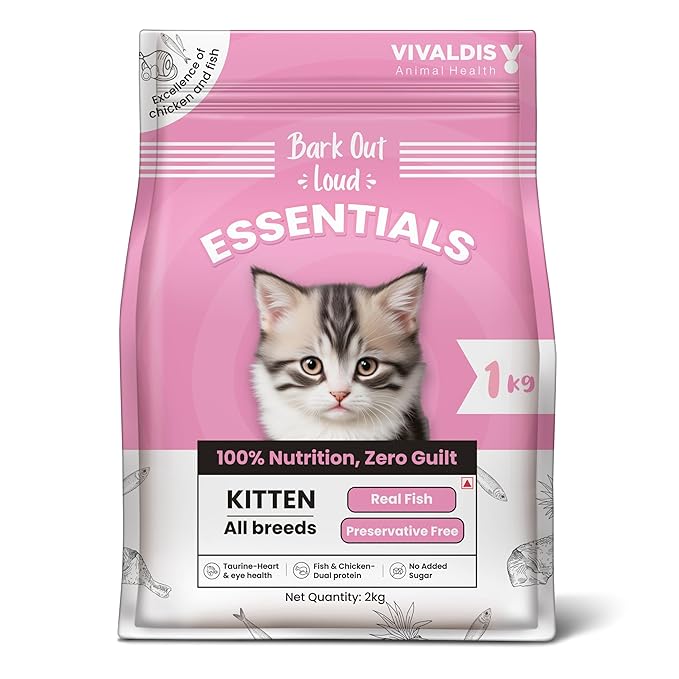 Excellence of
chicken and fish
VIVALDIS
Animal Health
Bark Out
Loud
ESSENTIALS
1 kg
100% Nutrition, Zero Guilt
KITTEN
All breeds
Real Fish
Preservative Free
Taurine-Heart
& eye health
Fish & Chicken-
Dual protein
No Added
Sugar
Net Quantity: 2kg